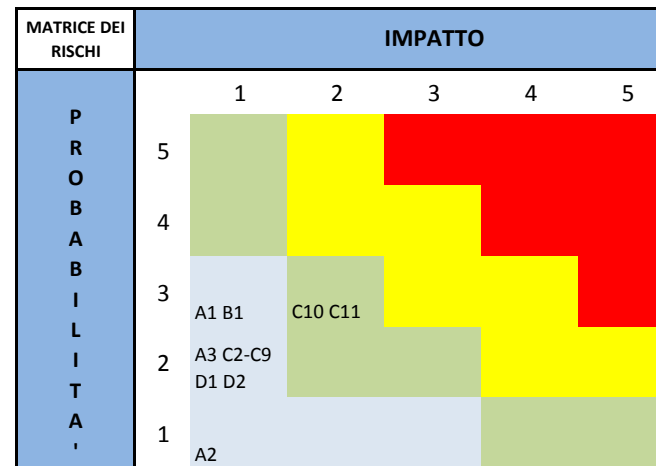 MATRICE DEI
RISCHI
IMPATTO
1 2 3 4 5
P
R
O
B
A
B
I
L
I
T
A
'
5
4
3
A1 B1 C10 C11
2
A3 C2-C9
D1 D2
1
A2